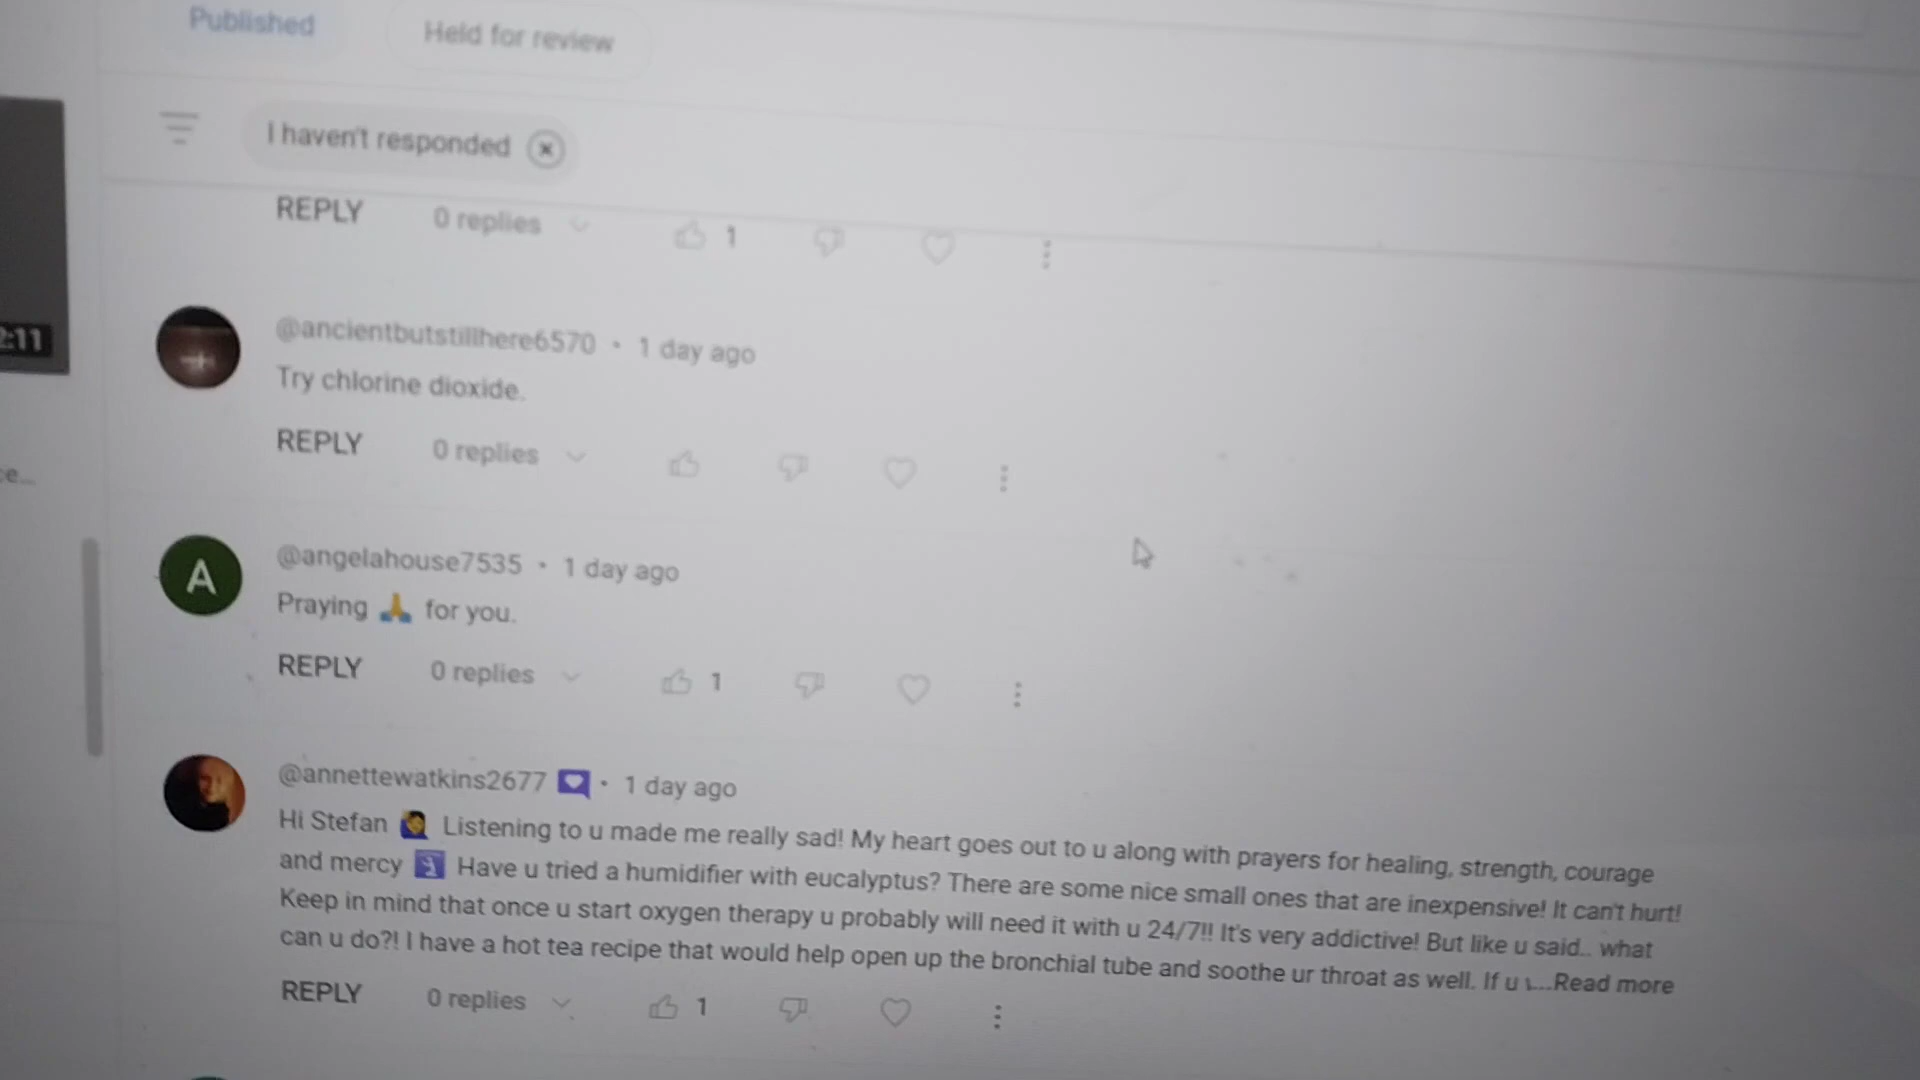 Published Held for review
I haven't responded
REPLY 0 replies 1
2:11
@ancientbutstillhere6570 • 1 day ago
Try chlorine dioxide.
REPLY 0 replies
ce...
@angelahouse7535 • 1 day ago
A
Praying 🙏 for you.
REPLY 0 replies 1
@annettewatkins2677 • 1 day ago
Hi Stefan 🙋 Listening to u made me really sad! My heart goes out to u along with prayers for healing, strength, courage
and mercy 🛐 Have u tried a humidifier with eucalyptus? There are some nice small ones that are inexpensive! It can't hurt!
Keep in mind that once u start oxygen therapy u probably will need it with u 24/7!! It's very addictive! But like u said.. what
can u do?! I have a hot tea recipe that would help open up the bronchial tube and soothe ur throat as well. If u ...Read more
REPLY 0 replies 1